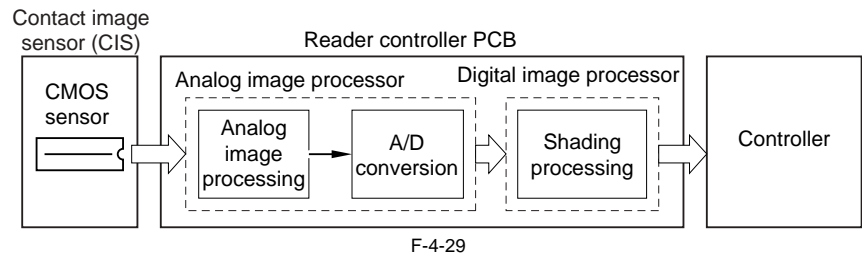 Contact image
sensor (CIS)
Reader controller PCB
Analog image processor
Digital image processor
CMOS
sensor
Analog
image
processing
A/D
conversion
Shading
processing
Controller
F-4-29